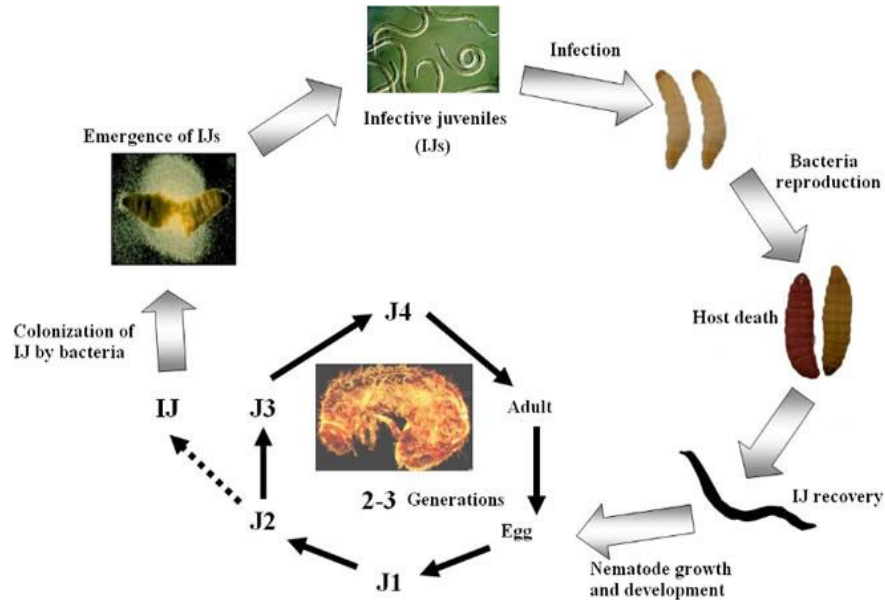 Infective juveniles
(IJs)
Infection
Bacteria
reproduction
Host death
IJ recovery
Nematode growth
and development
Egg
J1
J2
J3
J4
Adult
2-3 Generations
IJ
Colonization of
IJ by bacteria
Emergence of IJs